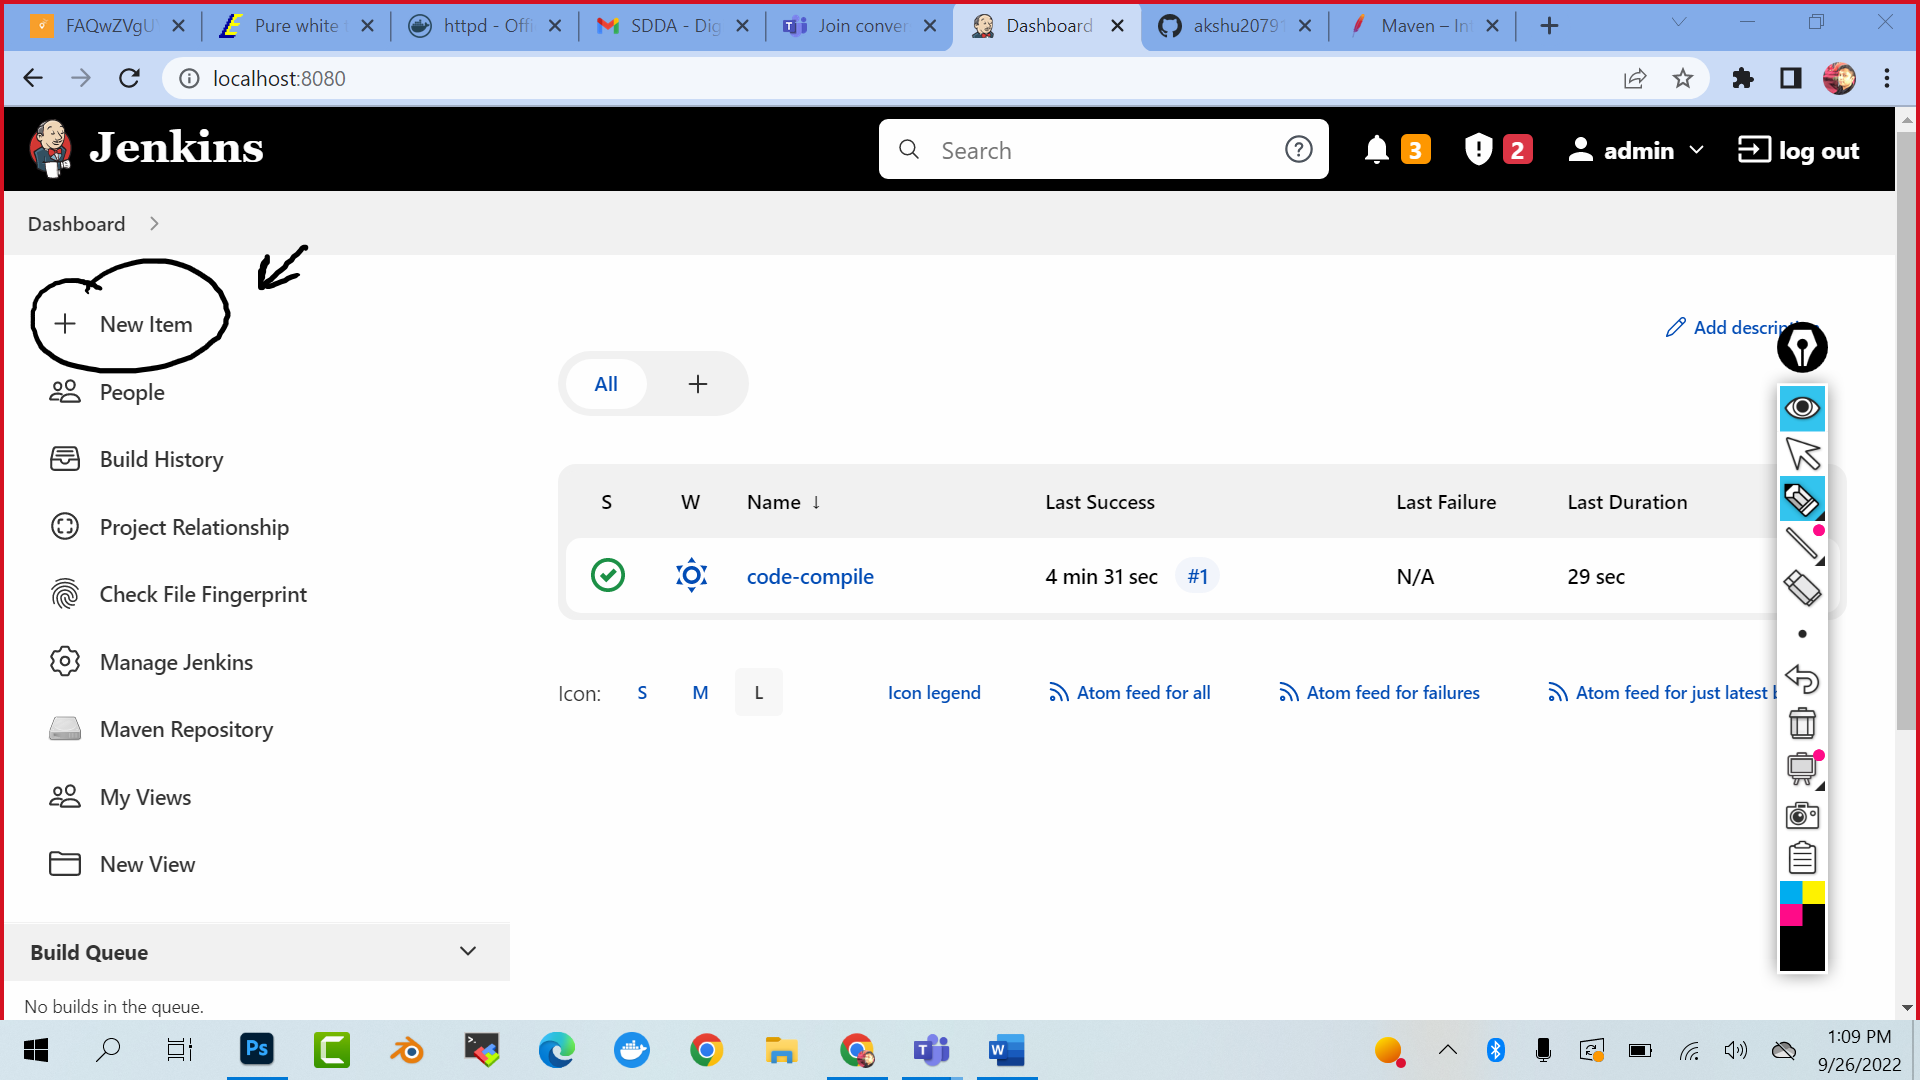 FAQwZVgU
Pure white
httpd - Offi
SDDA - Dig
Join conver
Dashboard
akshu20791
Maven – In
localhost:8080
Jenkins
Search
3
2
admin
log out
Dashboard
New Item
People
Build History
Project Relationship
Check File Fingerprint
Manage Jenkins
Maven Repository
My Views
New View
Build Queue
No builds in the queue.
Add descripti
All
S W Name ↓ Last Success Last Failure Last Duration
code-compile 4 min 31 sec #1 N/A 29 sec
Icon: S M L Icon legend Atom feed for all Atom feed for failures Atom feed for just latest b
1:09 PM
9/26/2022